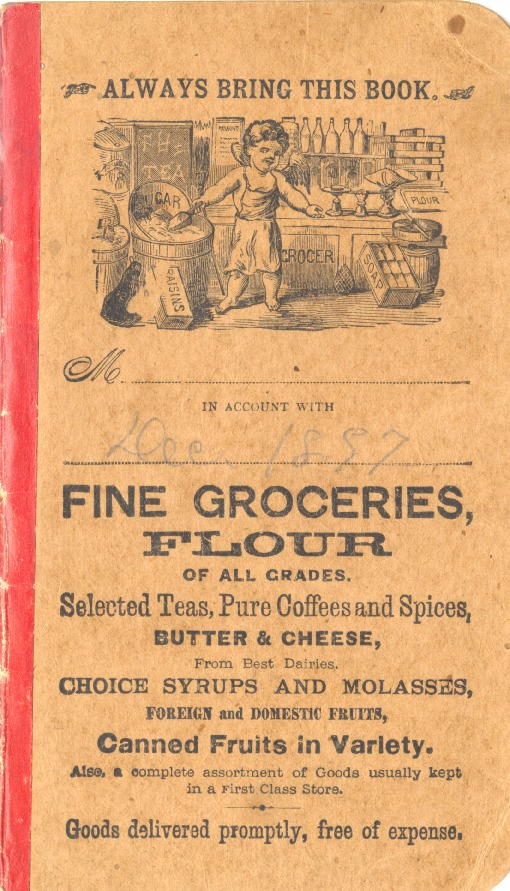 ALWAYS BRING THIS BOOK.
TEA
SUGAR
FLOUR
GROCER
SOAP
RAISINS
M
IN ACCOUNT WITH
Dec 1897
FINE GROCERIES,
FLOUR
OF ALL GRADES.
Selected Teas, Pure Coffees and Spices,
BUTTER & CHEESE,
From Best Dairies.
CHOICE SYRUPS AND MOLASSES,
FOREIGN and DOMESTIC FRUITS,
Canned Fruits in Variety.
Also, a complete assortment of Goods usually kept
in a First Class Store.
Goods delivered promptly, free of expense.